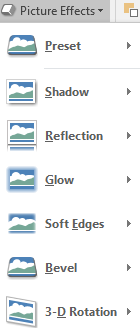 Picture Effects
Preset
Shadow
Reflection
Glow
Soft Edges
Bevel
3-D Rotation